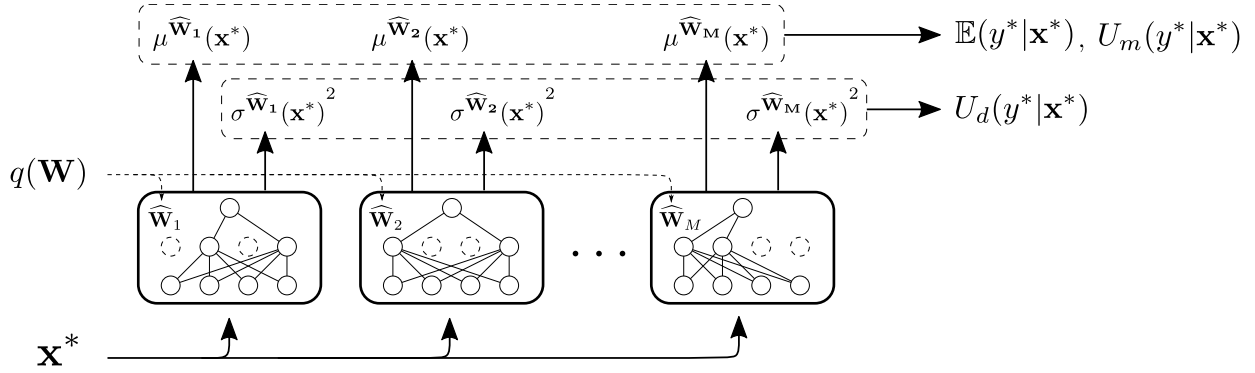 μ^Ŵ₁(x*) μ^Ŵ₂(x*) μ^Ŵ_M(x*) 𝔼(y*|x*), U_m(y*|x*)
σ^Ŵ₁(x*)² σ^Ŵ₂(x*)² σ^Ŵ_M(x*)² U_d(y*|x*)
q(W)
Ŵ₁ Ŵ₂ . . . Ŵ_M
x*